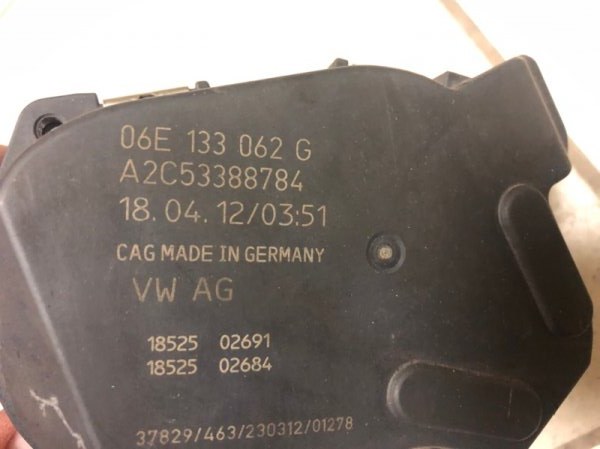 06E 133 062 G
A2C53388784
18.04.12/03:51
CAG MADE IN GERMANY
VW AG
18525 02691
18525 02684
37829/463/230312/01278